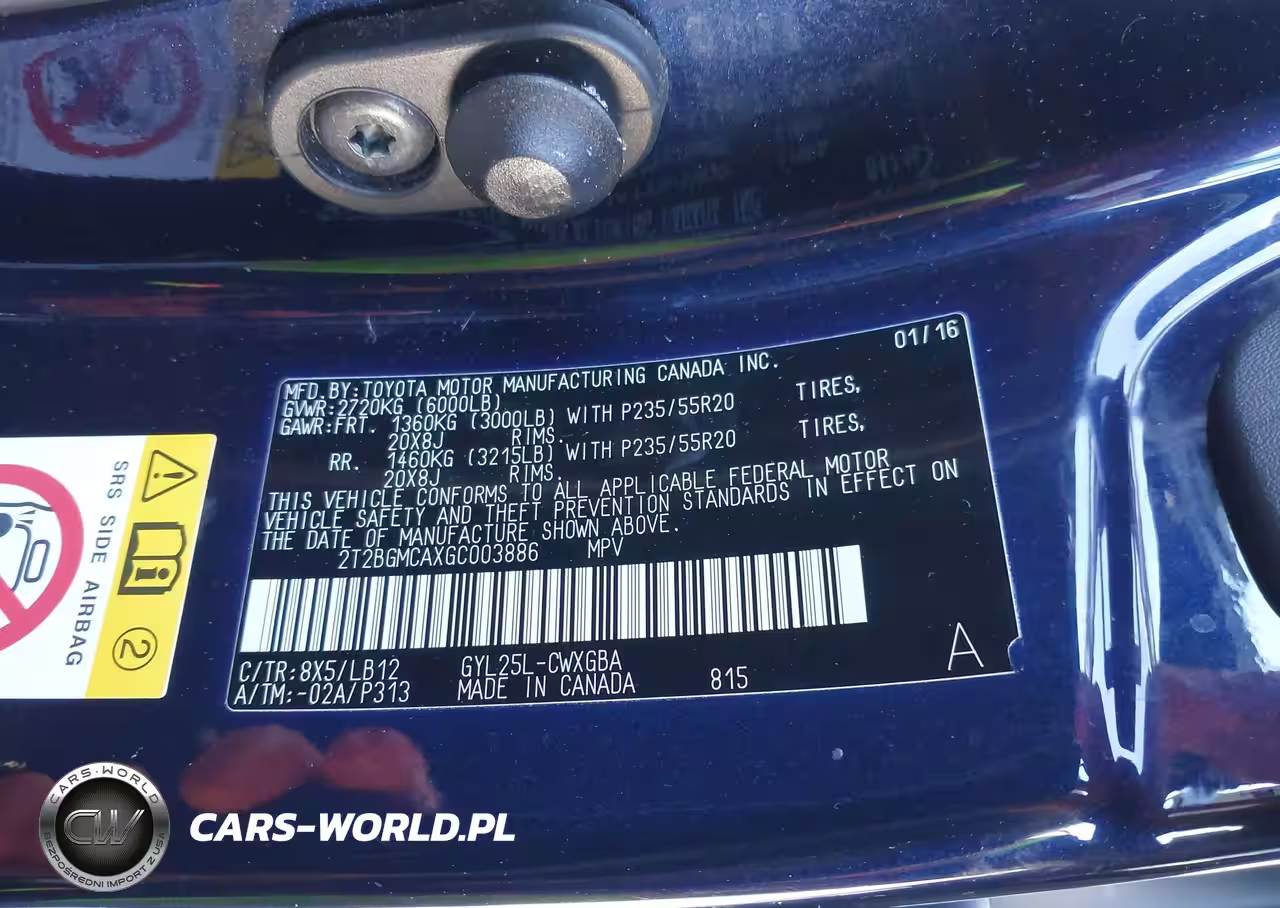 01/16
MFD. BY:TOYOTA MOTOR MANUFACTURING CANADA INC.
GVWR:2720KG (6000LB)
GAWR:FRT. 1360KG (3000LB) WITH P235/55R20 TIRES,
20X8J RIMS.
RR. 1460KG (3215LB) WITH P235/55R20 TIRES,
20X8J RIMS.
THIS VEHICLE CONFORMS TO ALL APPLICABLE FEDERAL MOTOR
VEHICLE SAFETY AND THEFT PREVENTION STANDARDS IN EFFECT ON
THE DATE OF MANUFACTURE SHOWN ABOVE.
2T2BGMCAXGC003886 MPV
C/TR:8X5/LB12 GYL25L-CWXGBA
A/TM:-02A/P313 MADE IN CANADA 815
A
SRS SIDE AIRBAG
2
CARS-WORLD
CW
BEZPOŚREDNI IMPORT Z USA
CARS-WORLD.PL